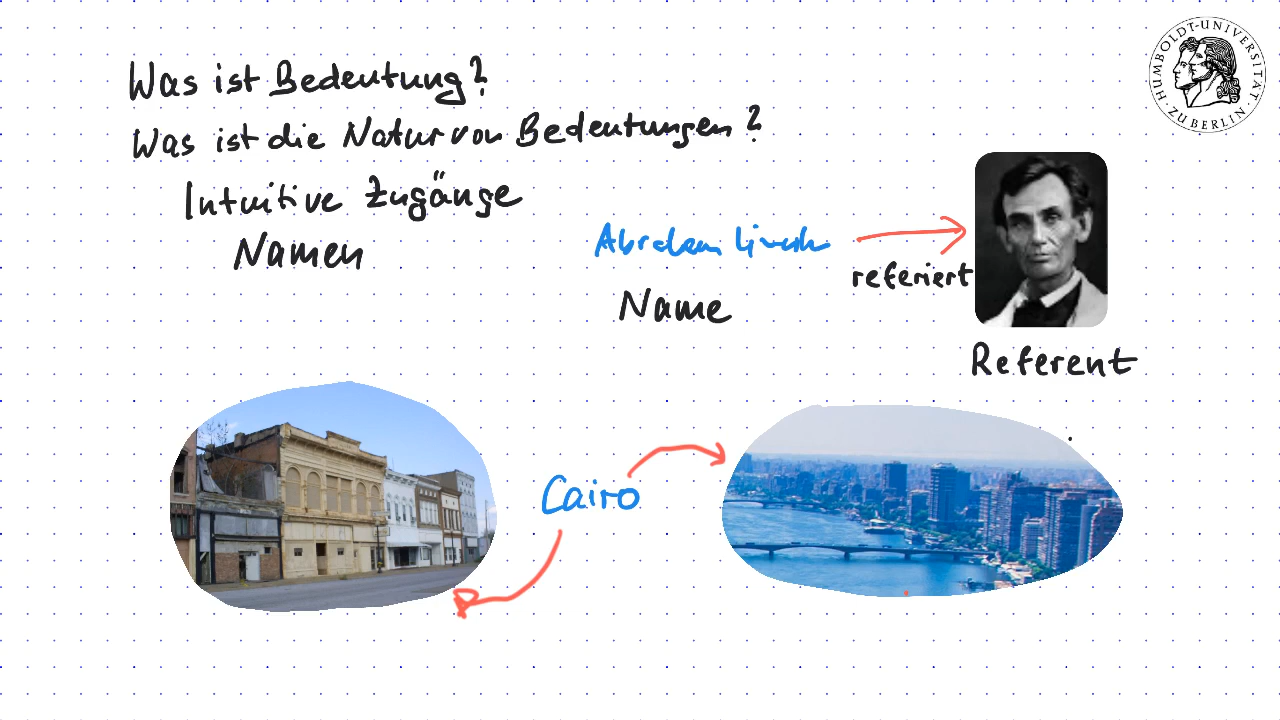 Was ist Bedeutung?
Was ist die Natur von Bedeutungen?
Intuitive Zugänge
Namen
Abraham Lincoln
referiert
Name
Referent
Cairo
HUMBOLDT-UNIVERSITÄT ZU BERLIN